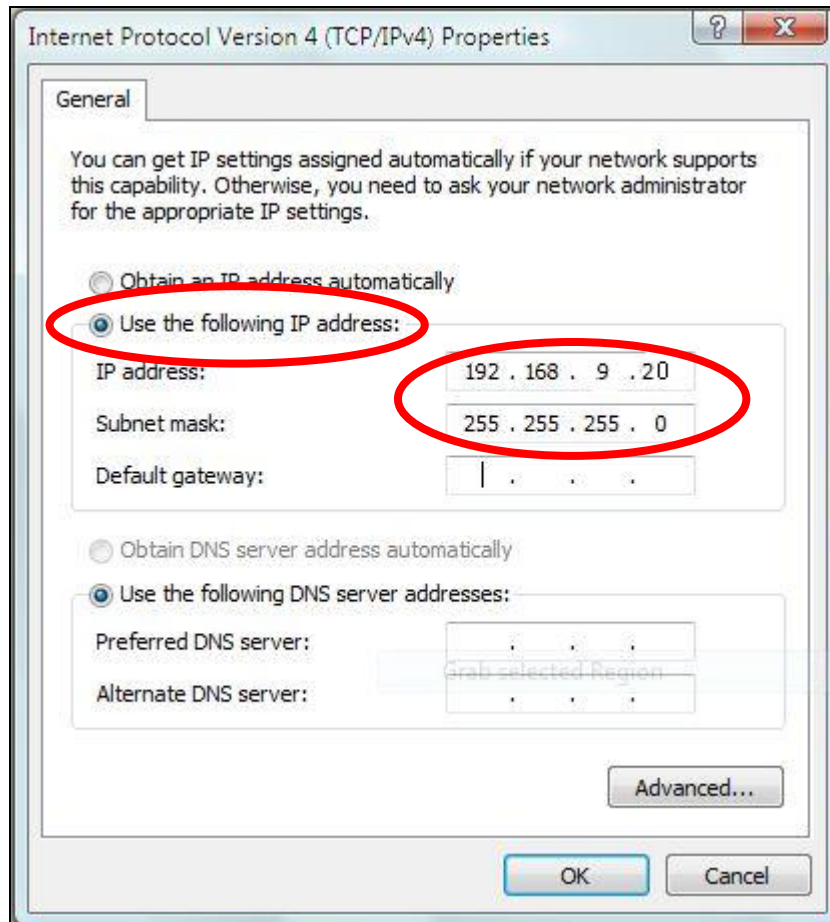 Internet Protocol Version 4 (TCP/IPv4) Properties
?
X
General
You can get IP settings assigned automatically if your network supports
this capability. Otherwise, you need to ask your network administrator
for the appropriate IP settings.
Obtain an IP address automatically
Use the following IP address:
IP address: 192 . 168 . 9 . 20
Subnet mask: 255 . 255 . 255 . 0
Default gateway: . . .
Obtain DNS server address automatically
Use the following DNS server addresses:
Preferred DNS server: . . .
Grab selected Region
Alternate DNS server: . . .
Advanced...
OK Cancel